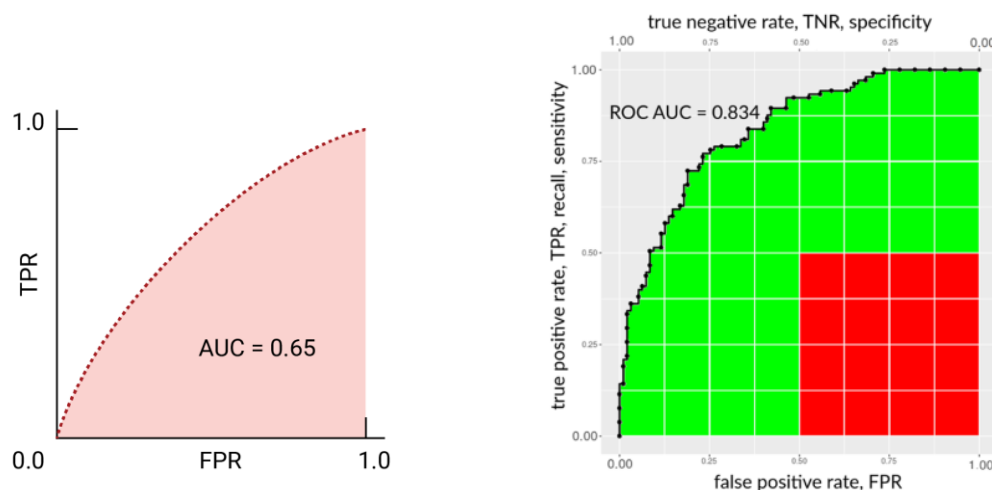 1.0
TPR
AUC = 0.65
0.0
FPR
1.0
true negative rate, TNR, specificity
1.00
0.75
0.50
0.25
0.00
true positive rate, TPR, recall, sensitivity
1.00
0.75
0.50
0.25
0.00
ROC AUC = 0.834
0.00
0.25
0.50
0.75
1.00
false positive rate, FPR